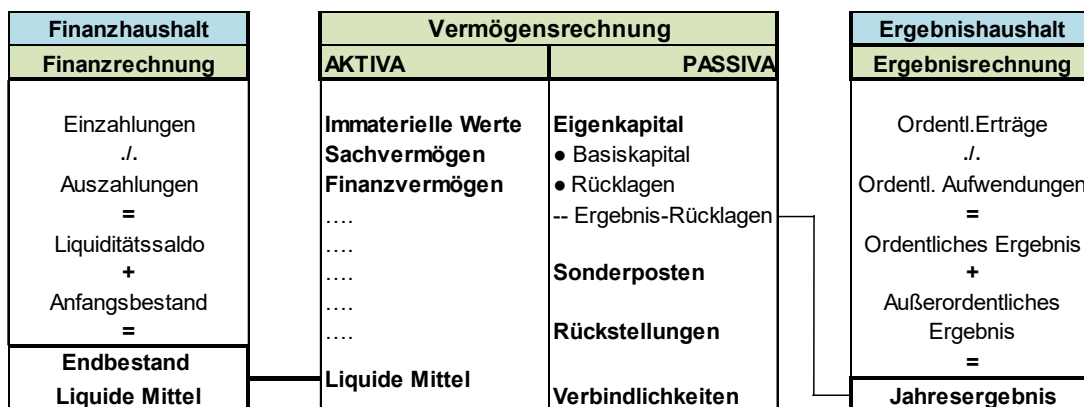 Finanzhaushalt
Finanzrechnung
Einzahlungen
./.
Auszahlungen
=
Liquiditätssaldo
+
Anfangsbestand
=
Endbestand
Liquide Mittel
Vermögensrechnung
AKTIVA
PASSIVA
Immaterielle Werte
Sachvermögen
Finanzvermögen
....
....
....
....
....
Liquide Mittel
Eigenkapital
● Basiskapital
● Rücklagen
-- Ergebnis-Rücklagen
Sonderposten
Rückstellungen
Verbindlichkeiten
Ergebnishaushalt
Ergebnisrechnung
Ordentl.Erträge
./.
Ordentl. Aufwendungen
=
Ordentliches Ergebnis
+
Außerordentliches
Ergebnis
=
Jahresergebnis